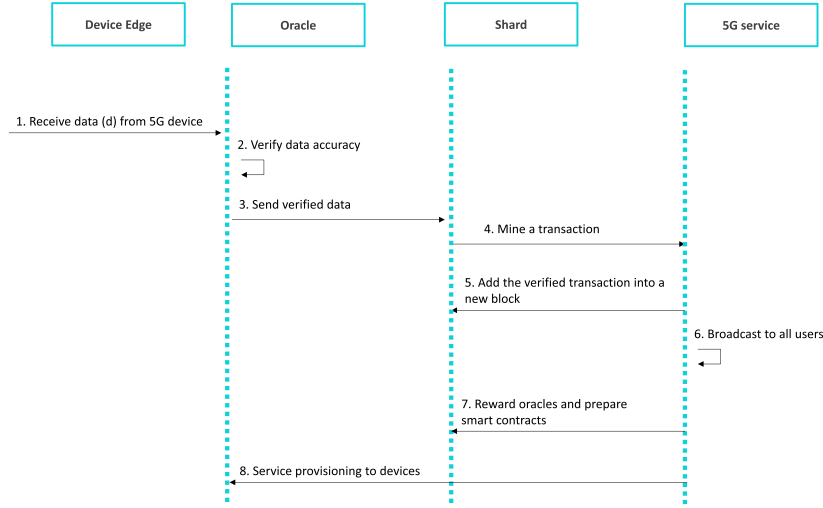 Device Edge
Oracle
Shard
5G service
1. Receive data (d) from 5G device
2. Verify data accuracy
3. Send verified data
4. Mine a transaction
5. Add the verified transaction into a
new block
6. Broadcast to all users
7. Reward oracles and prepare
smart contracts
8. Service provisioning to devices